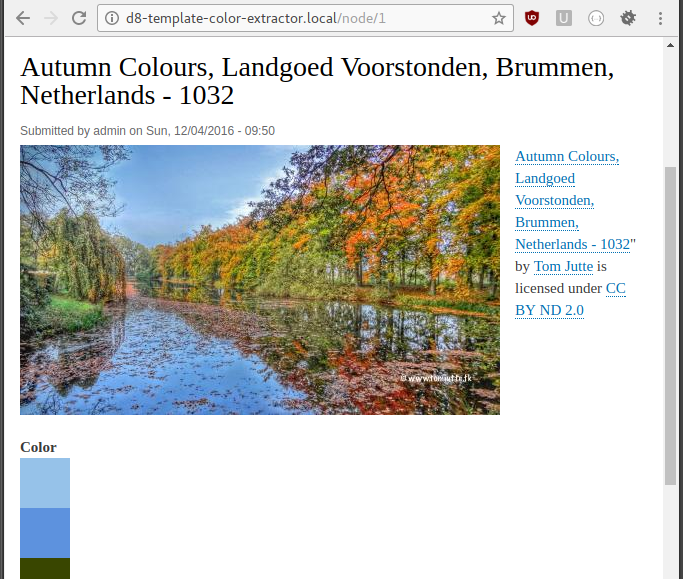 d8-template-color-extractor.local/node/1
Autumn Colours, Landgoed Voorstonden, Brummen,
Netherlands - 1032
Submitted by admin on Sun, 12/04/2016 - 09:50
Autumn Colours,
Landgoed
Voorstonden,
Brummen,
Netherlands - 1032"
by Tom Jutte is
licensed under CC
BY ND 2.0
© www.tomjutte.tk
Color